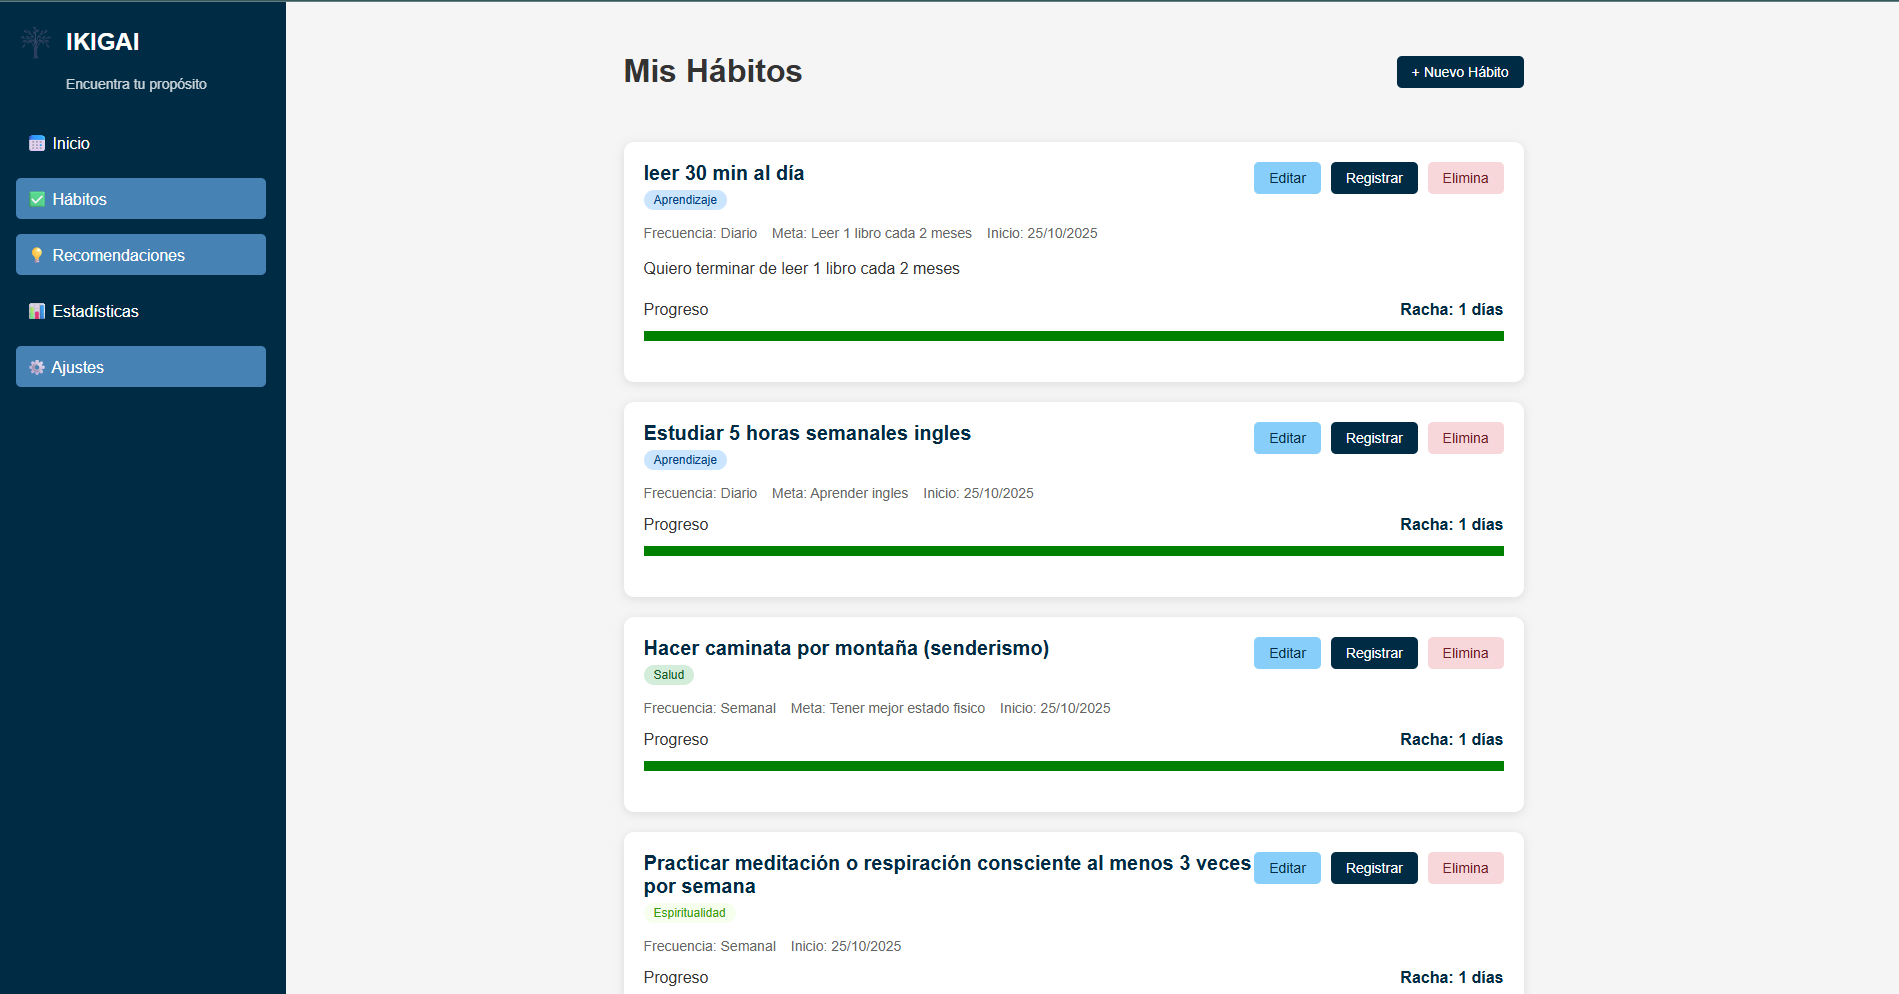 IKIGAI
Encuentra tu propósito
Inicio
Hábitos
Recomendaciones
Estadísticas
Ajustes
Mis Hábitos
+ Nuevo Hábito
leer 30 min al día
Editar
Registrar
Elimina
Aprendizaje
Frecuencia: Diario Meta: Leer 1 libro cada 2 meses Inicio: 25/10/2025
Quiero terminar de leer 1 libro cada 2 meses
Progreso
Racha: 1 días
Estudiar 5 horas semanales ingles
Editar
Registrar
Elimina
Aprendizaje
Frecuencia: Diario Meta: Aprender ingles Inicio: 25/10/2025
Progreso
Racha: 1 días
Hacer caminata por montaña (senderismo)
Editar
Registrar
Elimina
Salud
Frecuencia: Semanal Meta: Tener mejor estado fisico Inicio: 25/10/2025
Progreso
Racha: 1 días
Practicar meditación o respiración consciente al menos 3 veces
por semana
Editar
Registrar
Elimina
Espiritualidad
Frecuencia: Semanal Inicio: 25/10/2025
Progreso
Racha: 1 días